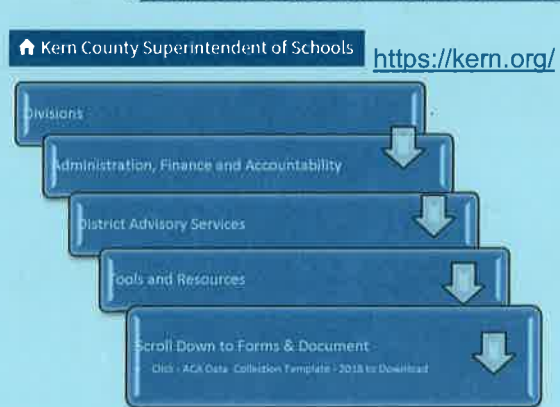 Kern County Superintendent of Schools https://kern.org/
Divisions
Administration, Finance and Accountability
District Advisory Services
Tools and Resources
Scroll Down to Forms & Document
Click - ACA Data Collection Template - 2018 to Download